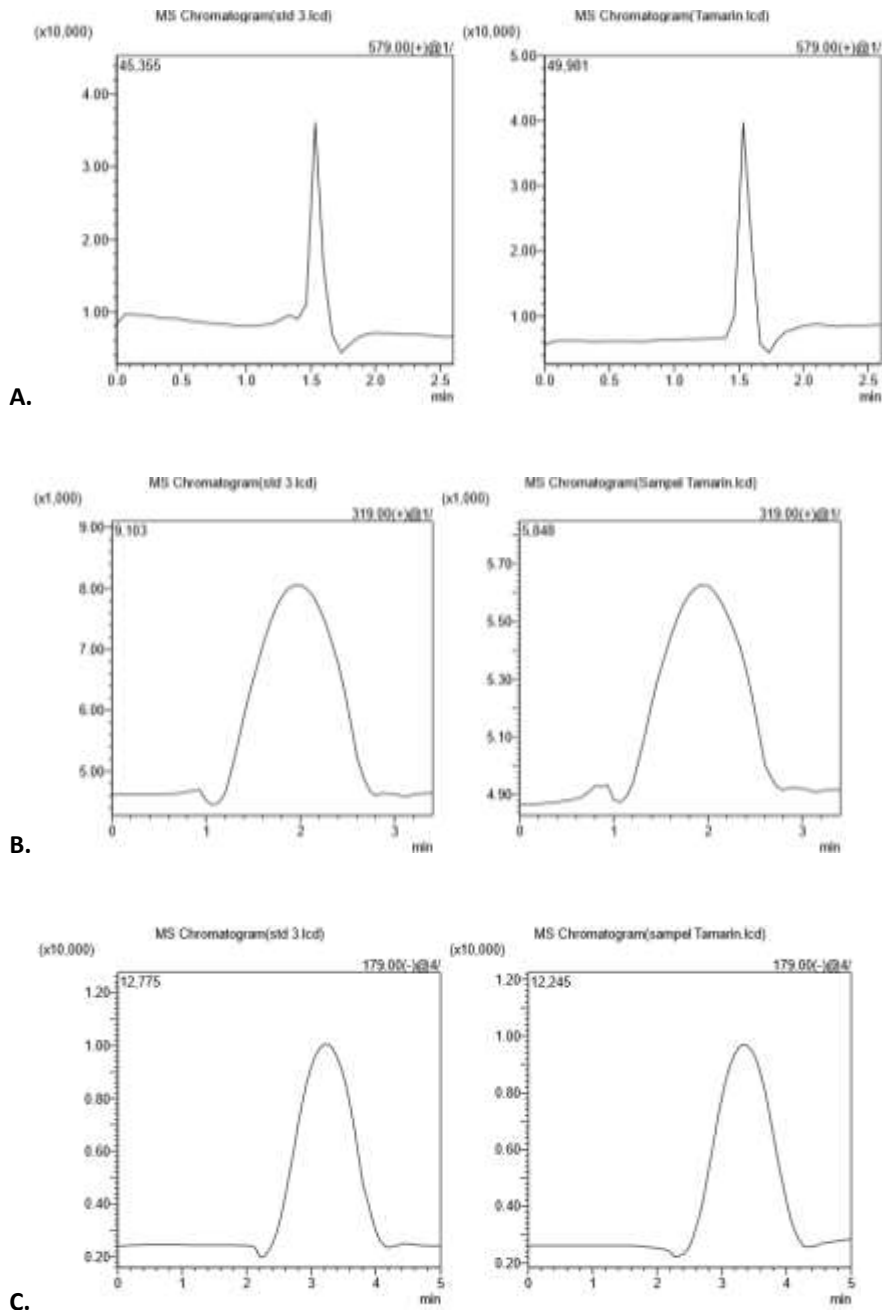 MS Chromatogram(std 3.lcd)
(x10,000)
579.00(+)@1/
45,355
4.00
3.00
2.00
1.00
0.0 0.5 1.0 1.5 2.0 2.5
min
MS Chromatogram(Tamarin.lcd)
(x10,000)
579.00(+)@1/
5.00
49,981
4.00
3.00
2.00
1.00
0.0 0.5 1.0 1.5 2.0 2.5
min
A.
MS Chromatogram(std 3.lcd)
(x1,000)
319.00(+)@1/
9.00
9,103
8.00
7.00
6.00
5.00
0 1 2 3
min
MS Chromatogram(Sampel Tamarin.lcd)
(x1,000)
319.00(+)@1/
5,848
5.70
5.50
5.30
5.10
4.90
0 1 2 3
min
B.
MS Chromatogram(std 3.lcd)
(x10,000)
179.00(-)@4/
12,775
1.20
1.00
0.80
0.60
0.40
0.20
0 1 2 3 4 5
min
MS Chromatogram(sampel Tamarin.lcd)
(x10,000)
179.00(-)@4/
12,245
1.20
1.00
0.80
0.60
0.40
0.20
0 1 2 3 4 5
min
C.